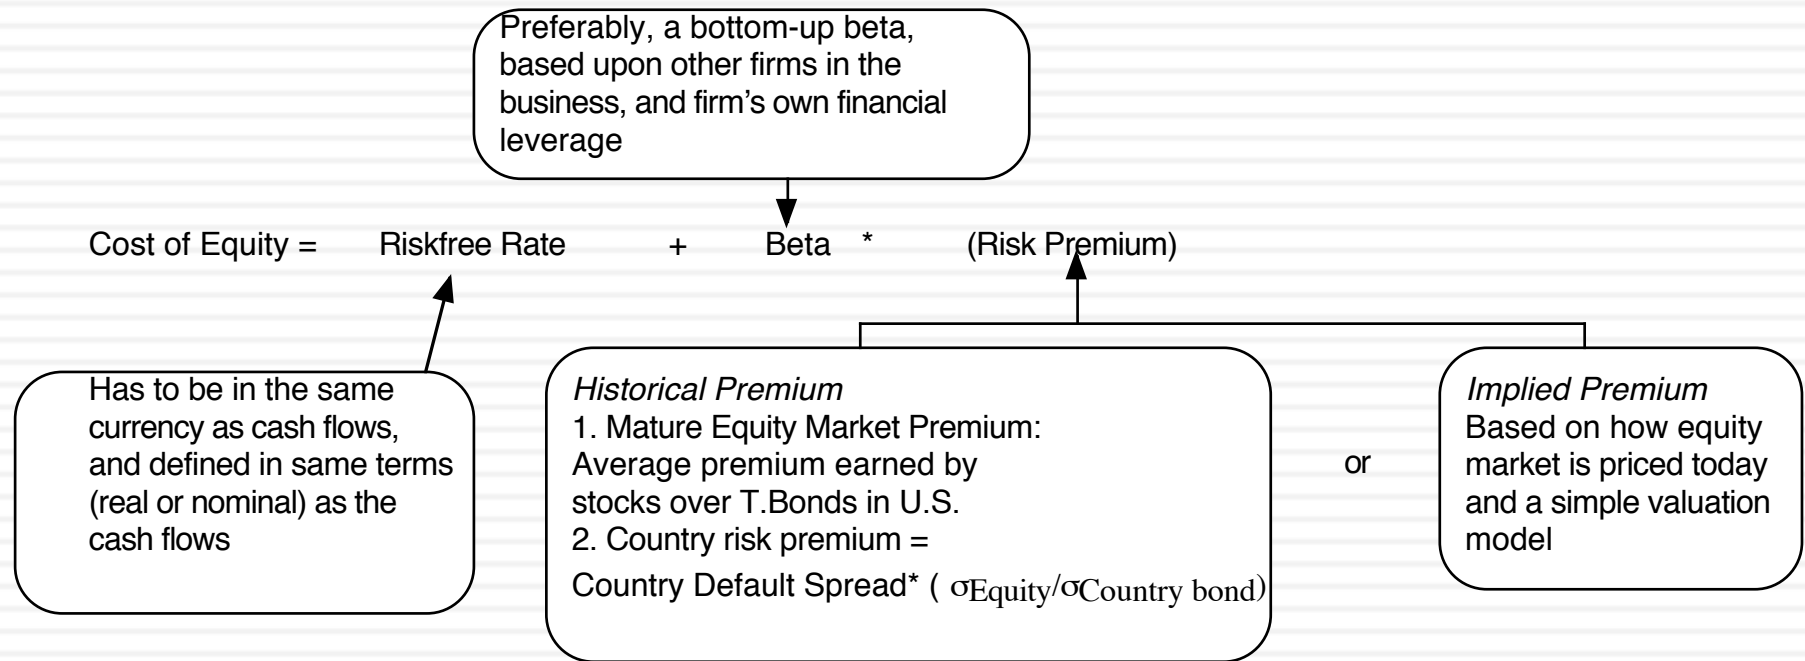 Preferably, a bottom-up beta,
based upon other firms in the
business, and firm's own financial
leverage
Cost of Equity = Riskfree Rate + Beta * (Risk Premium)
Has to be in the same
currency as cash flows,
and defined in same terms
(real or nominal) as the
cash flows
Historical Premium
1. Mature Equity Market Premium:
Average premium earned by
stocks over T.Bonds in U.S.
2. Country risk premium =
Country Default Spread* ( σEquity/σCountry bond)
or
Implied Premium
Based on how equity
market is priced today
and a simple valuation
model